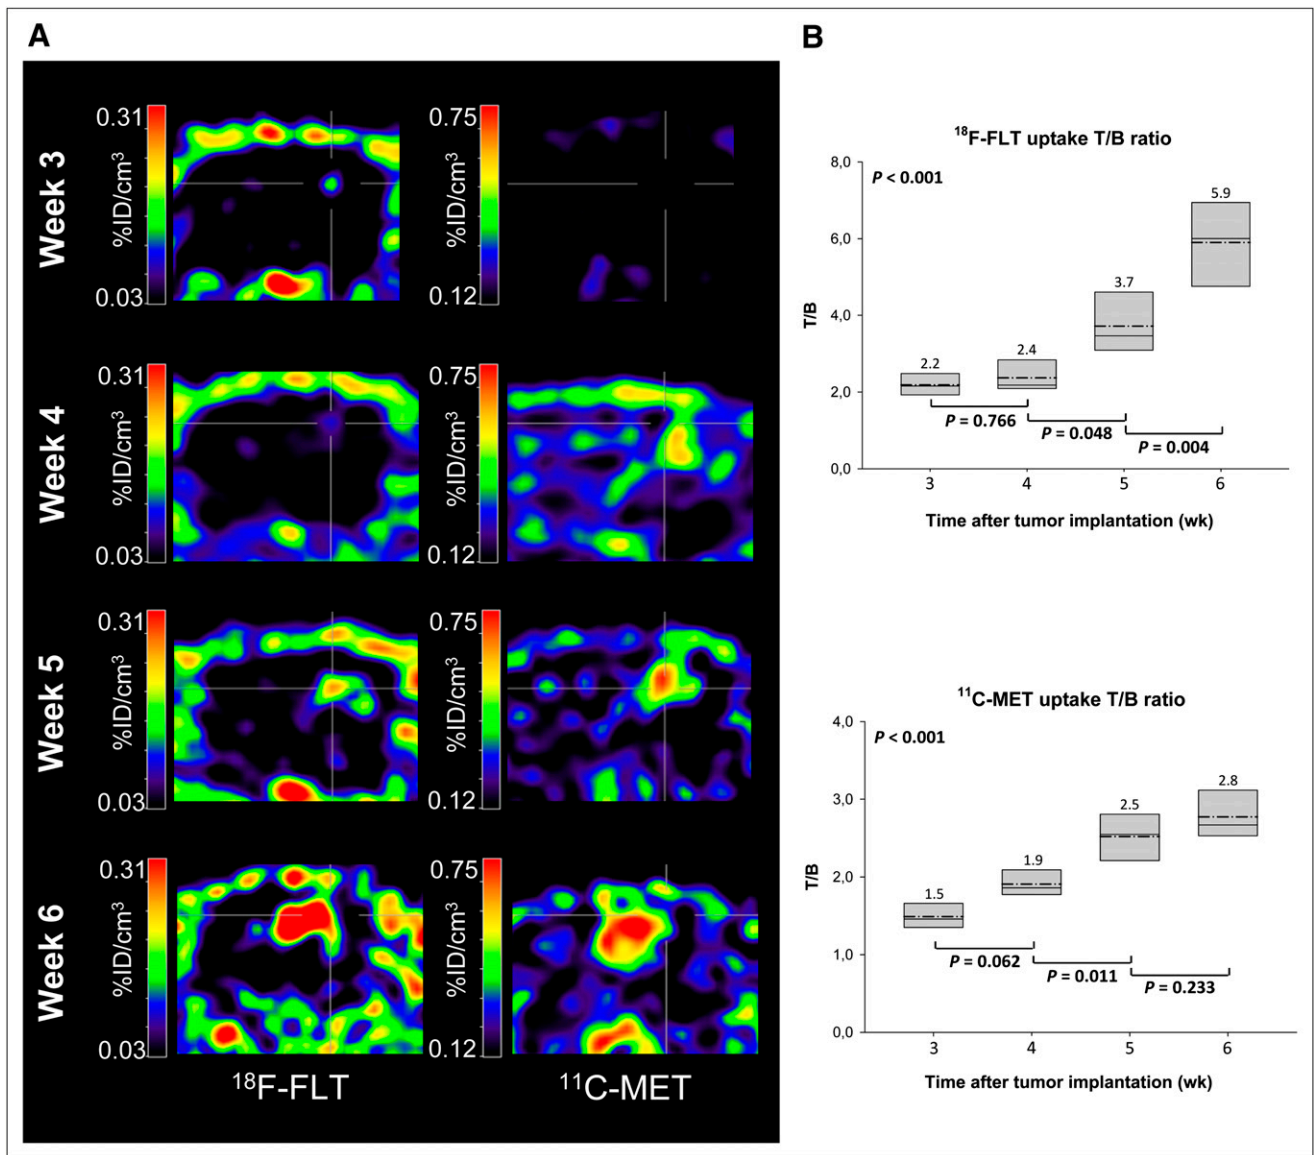 A
B
Week 3
0.31
%ID/cm³
0.03
0.75
%ID/cm³
0.12
Week 4
0.31
%ID/cm³
0.03
0.75
%ID/cm³
0.12
Week 5
0.31
%ID/cm³
0.03
0.75
%ID/cm³
0.12
Week 6
0.31
%ID/cm³
0.03
0.75
%ID/cm³
0.12
¹⁸F-FLT
¹¹C-MET
¹⁸F-FLT uptake T/B ratio
P < 0.001
T/B
8,0
6,0
4,0
2,0
0,0
2.2
2.4
3.7
5.9
P = 0.766
P = 0.048
P = 0.004
3 4 5 6
Time after tumor implantation (wk)
¹¹C-MET uptake T/B ratio
P < 0.001
T/B
4,0
3,0
2,0
1,0
0,0
1.5
1.9
2.5
2.8
P = 0.062
P = 0.011
P = 0.233
3 4 5 6
Time after tumor implantation (wk)